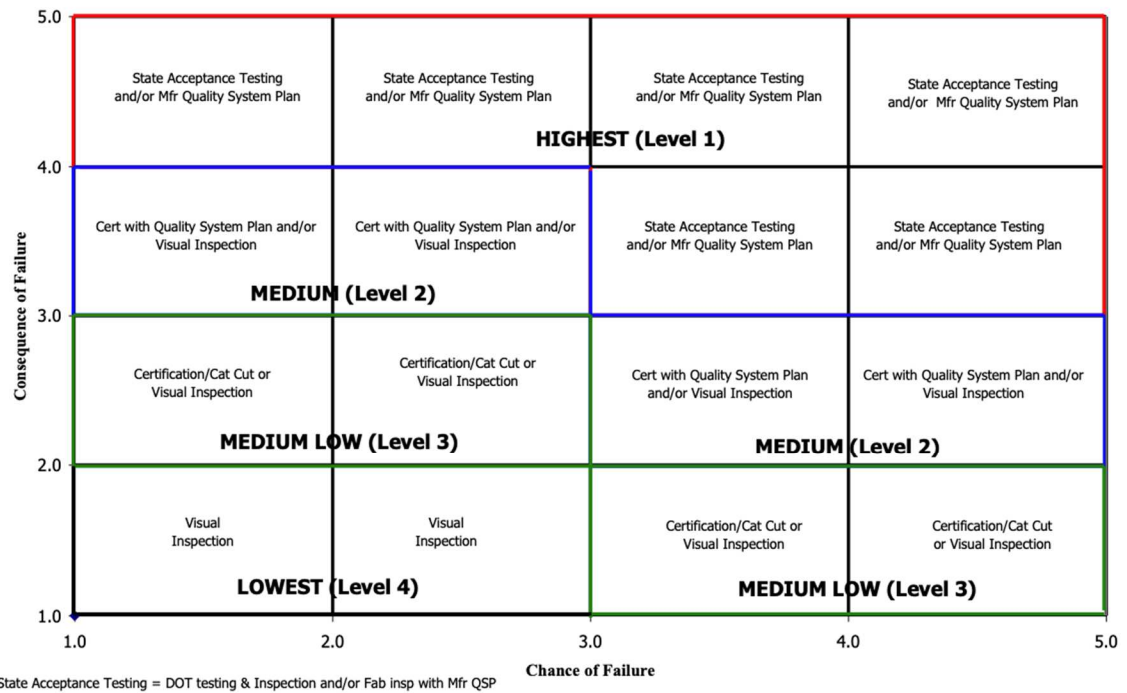 5.0
State Acceptance Testing
and/or Mfr Quality System Plan
State Acceptance Testing
and/or Mfr Quality System Plan
State Acceptance Testing
and/or Mfr Quality System Plan
State Acceptance Testing
and/or Mfr Quality System Plan
HIGHEST (Level 1)
4.0
Cert with Quality System Plan and/or
Visual Inspection
Cert with Quality System Plan and/or
Visual Inspection
State Acceptance Testing
and/or Mfr Quality System Plan
State Acceptance Testing
and/or Mfr Quality System Plan
MEDIUM (Level 2)
3.0
Consequence of Failure
Certification/Cat Cut or
Visual Inspection
Certification/Cat Cut or
Visual Inspection
Cert with Quality System Plan
and/or Visual Inspection
Cert with Quality System Plan and/or
Visual Inspection
MEDIUM LOW (Level 3)
MEDIUM (Level 2)
2.0
Visual
Inspection
Visual
Inspection
Certification/Cat Cut or
Visual Inspection
Certification/Cat Cut
or Visual Inspection
LOWEST (Level 4)
MEDIUM LOW (Level 3)
1.0
1.0 2.0 3.0 4.0 5.0
Chance of Failure
State Acceptance Testing = DOT testing & Inspection and/or Fab insp with Mfr QSP